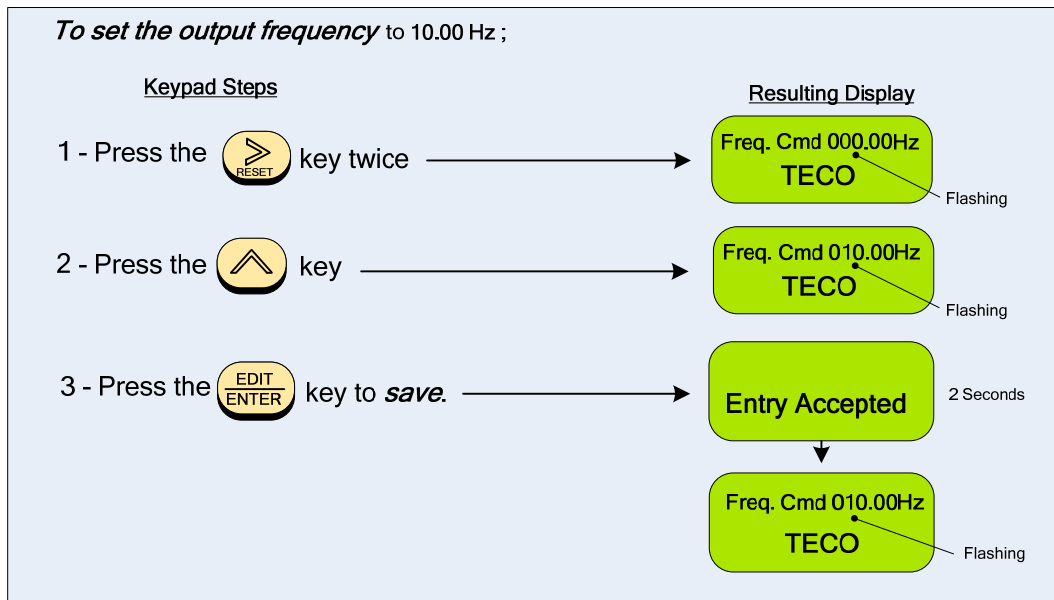 To set the output frequency to 10.00 Hz ;
Keypad Steps
Resulting Display
1 - Press the
RESET
key twice
Freq. Cmd 000.00Hz
TECO
Flashing
2 - Press the
key
Freq. Cmd 010.00Hz
TECO
Flashing
3 - Press the
EDIT
ENTER
key to save.
Entry Accepted
2 Seconds
Freq. Cmd 010.00Hz
TECO
Flashing